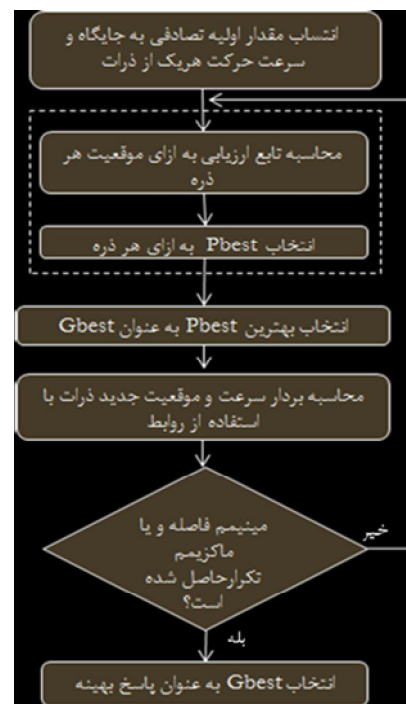 انتساب مقدار اولیه تصادفی به جایگاه و
سرعت حرکت هریک از ذرات
محاسبه تابع ارزیابی به ازای موقعیت هر
ذره
انتخاب Pbest به ازای هر ذره
انتخاب بهترین Pbest به عنوان Gbest
محاسبه بردار سرعت و موقعیت جدید ذرات با
استفاده از روابط
مینیمم فاصله و یا
ماکزیمم
تکرارحاصل شده
است؟
خیر
بله
انتخاب Gbest به عنوان پاسخ بهینه